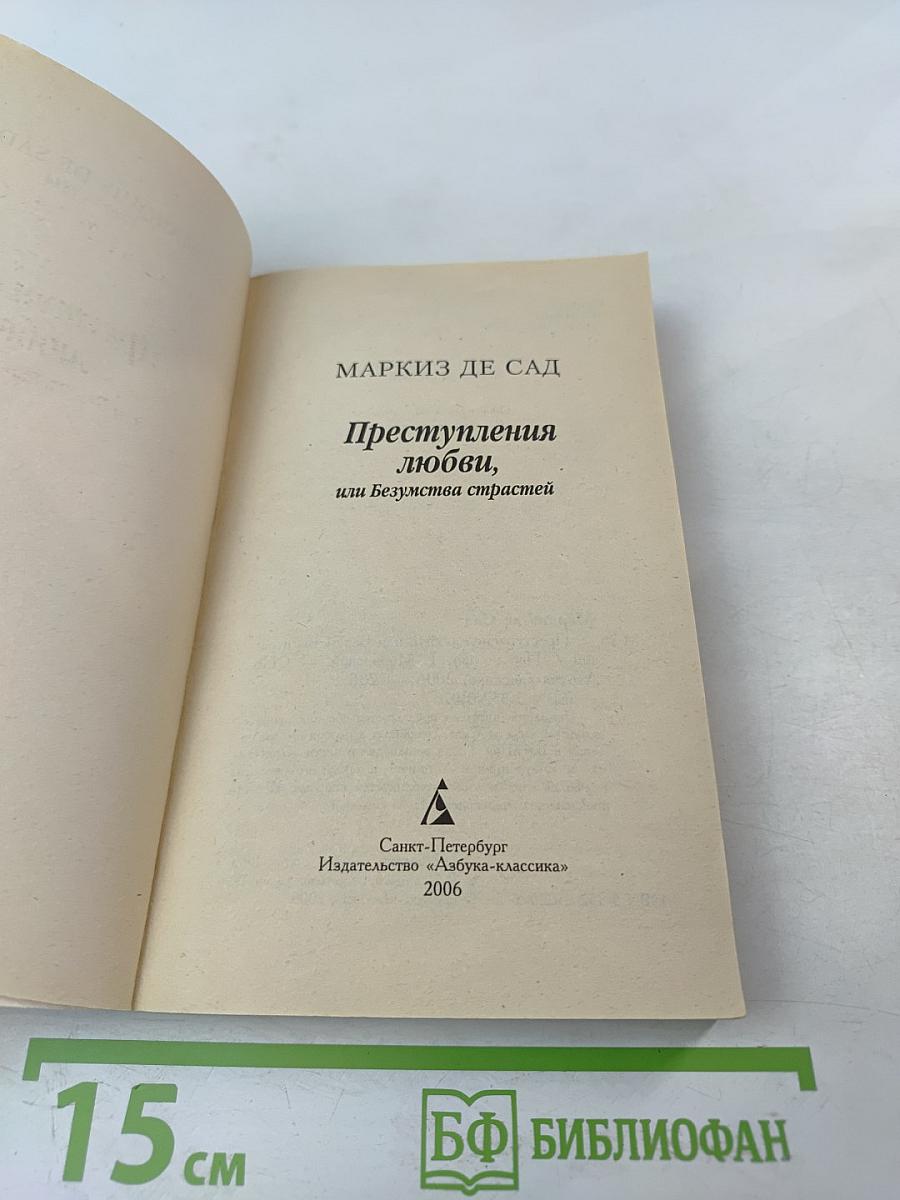 МАРКИЗ ДЕ САД
Преступления
любви,
или Безумства страстей
Санкт-Петербург
Издательство «Азбука-классика»
2006
15 см
БФ БИБЛИОФАН